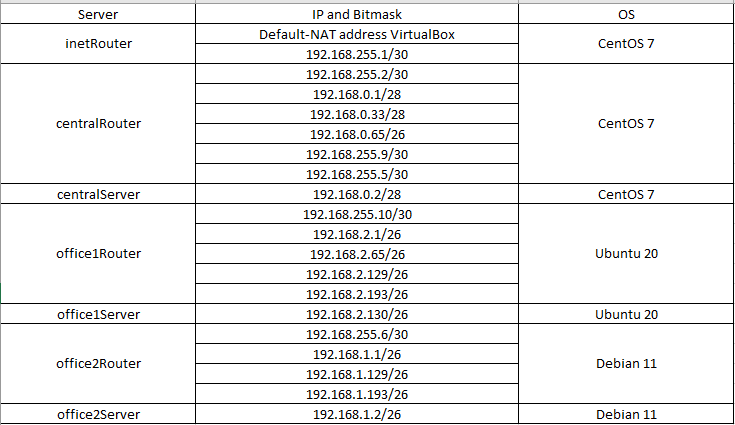 Server IP and Bitmask OS
inetRouter Default-NAT address VirtualBox CentOS 7
192.168.255.1/30
centralRouter 192.168.255.2/30 CentOS 7
192.168.0.1/28
192.168.0.33/28
192.168.0.65/26
192.168.255.9/30
192.168.255.5/30
centralServer 192.168.0.2/28 CentOS 7
office1Router 192.168.255.10/30 Ubuntu 20
192.168.2.1/26
192.168.2.65/26
192.168.2.129/26
192.168.2.193/26
office1Server 192.168.2.130/26 Ubuntu 20
office2Router 192.168.255.6/30 Debian 11
192.168.1.1/26
192.168.1.129/26
192.168.1.193/26
office2Server 192.168.1.2/26 Debian 11